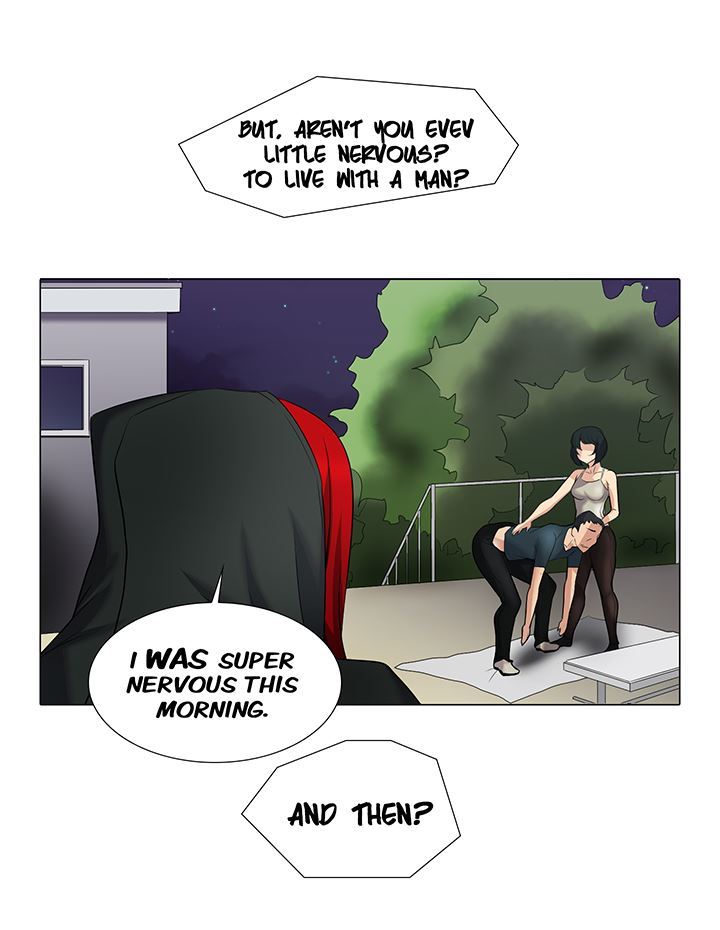 BUT, AREN'T YOU EVEV
LITTLE NERVOUS?
TO LIVE WITH A MAN?
I WAS SUPER
NERVOUS THIS
MORNING.
AND THEN?